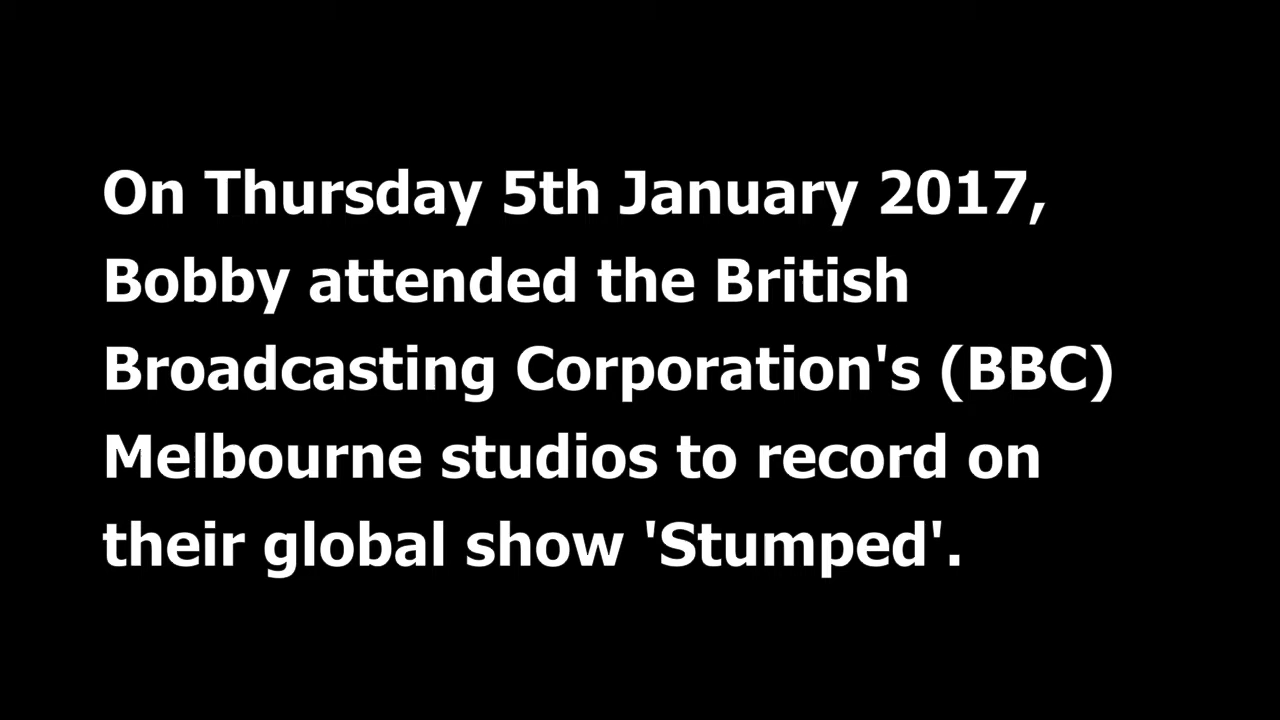 On Thursday 5th January 2017,
Bobby attended the British
Broadcasting Corporation's (BBC)
Melbourne studios to record on
their global show 'Stumped'.